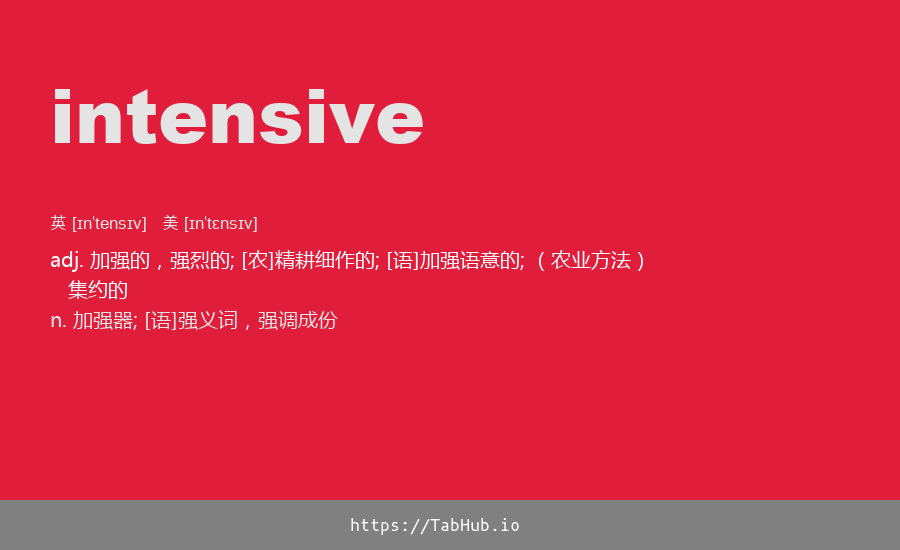 intensive
英 [ɪn'tensɪv] 美 [ɪn'tɛnsɪv]
adj. 加强的，强烈的; [农]精耕细作的; [语]加强语意的; （农业方法）
集约的
n. 加强器; [语]强义词，强调成份
https://TabHub.io